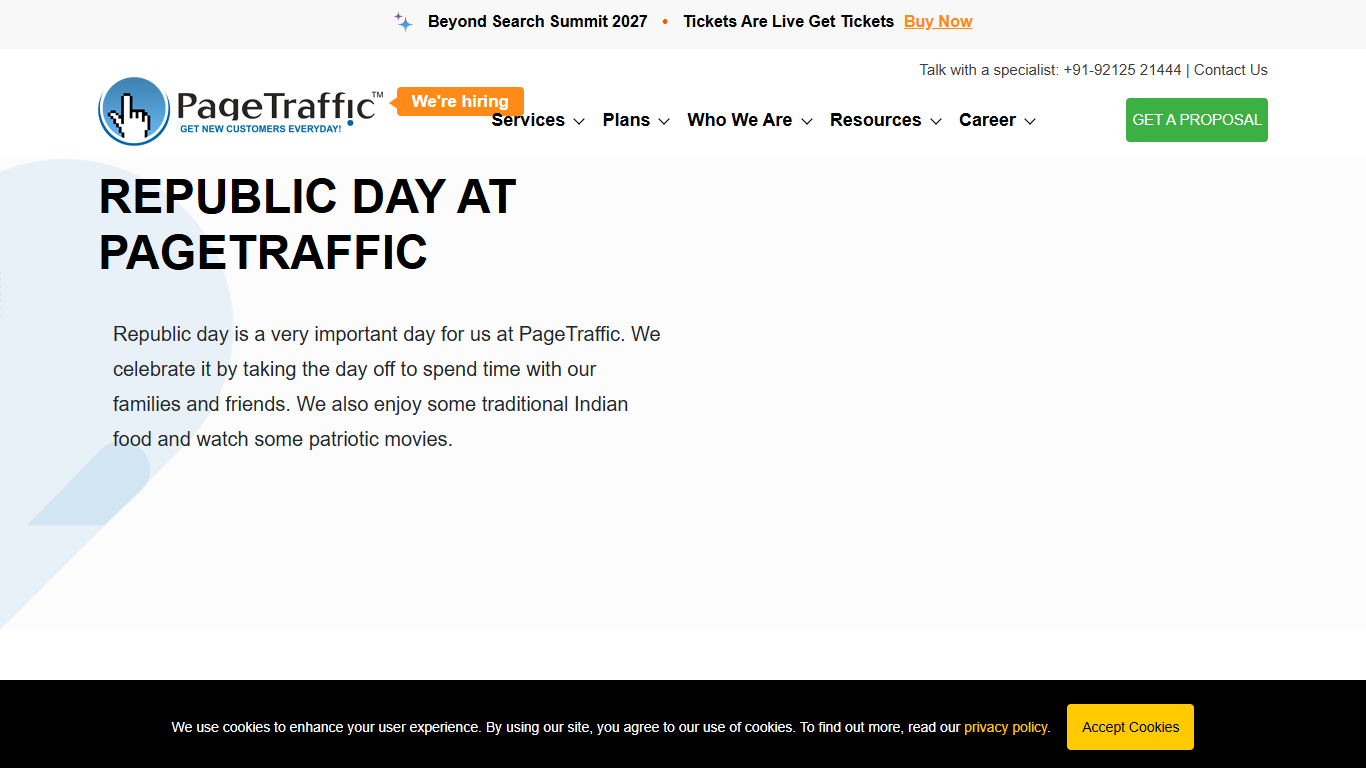 Beyond Search Summit 2027 • Tickets Are Live Get Tickets Buy Now
Talk with a specialist: +91-92125 21444 | Contact Us
PageTraffic™
GET NEW CUSTOMERS EVERYDAY!
We're hiring
Services Plans Who We Are Resources Career
GET A PROPOSAL
REPUBLIC DAY AT
PAGETRAFFIC
Republic day is a very important day for us at PageTraffic. We
celebrate it by taking the day off to spend time with our
families and friends. We also enjoy some traditional Indian
food and watch some patriotic movies.
We use cookies to enhance your user experience. By using our site, you agree to our use of cookies. To find out more, read our privacy policy.
Accept Cookies